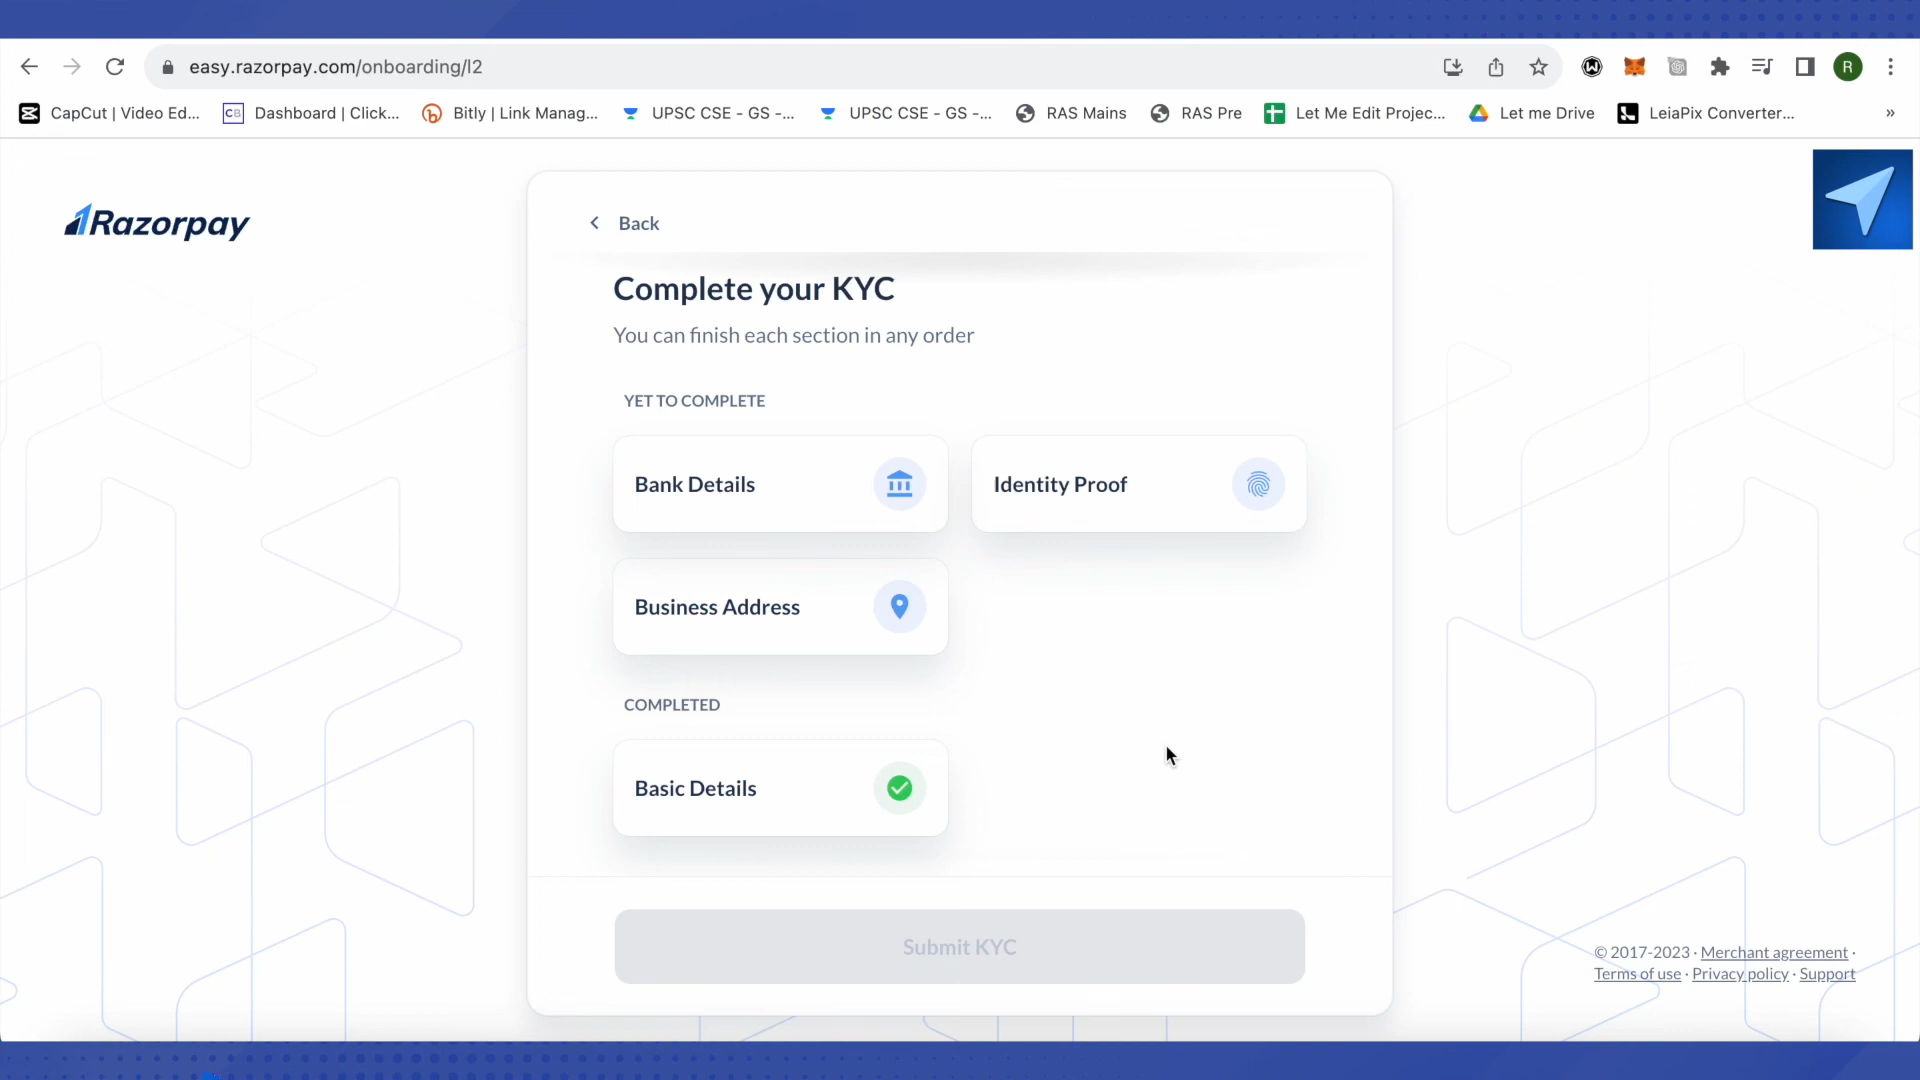 easy.razorpay.com/onboarding/l2
R
CapCut | Video Ed...
CB
Dashboard | Click...
Bitly | Link Manag...
UPSC CSE - GS -...
UPSC CSE - GS -...
RAS Mains
RAS Pre
Let Me Edit Projec...
Let me Drive
LeiaPix Converter...
»
Razorpay
Back
Complete your KYC
You can finish each section in any order
YET TO COMPLETE
Bank Details
Identity Proof
Business Address
COMPLETED
Basic Details
Submit KYC
© 2017-2023 · Merchant agreement ·
Terms of use · Privacy policy · Support